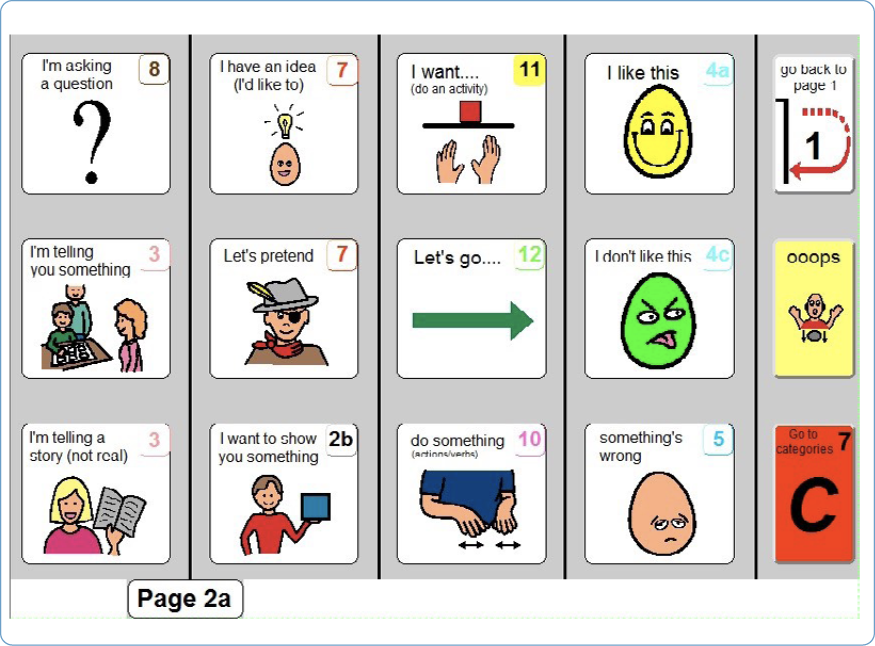 I'm asking
a question
8
I have an idea
(I'd like to)
7
I want....
(do an activity)
11
I like this
4a
go back to
page 1
1
I'm telling
you something
3
Let's pretend
7
Let's go....
12
I don't like this
4c
ooops
I'm telling a
story (not real)
3
I want to show
you something
2b
do something
(actions/verbs)
10
something's
wrong
5
Go to
categories
7
C
Page 2a